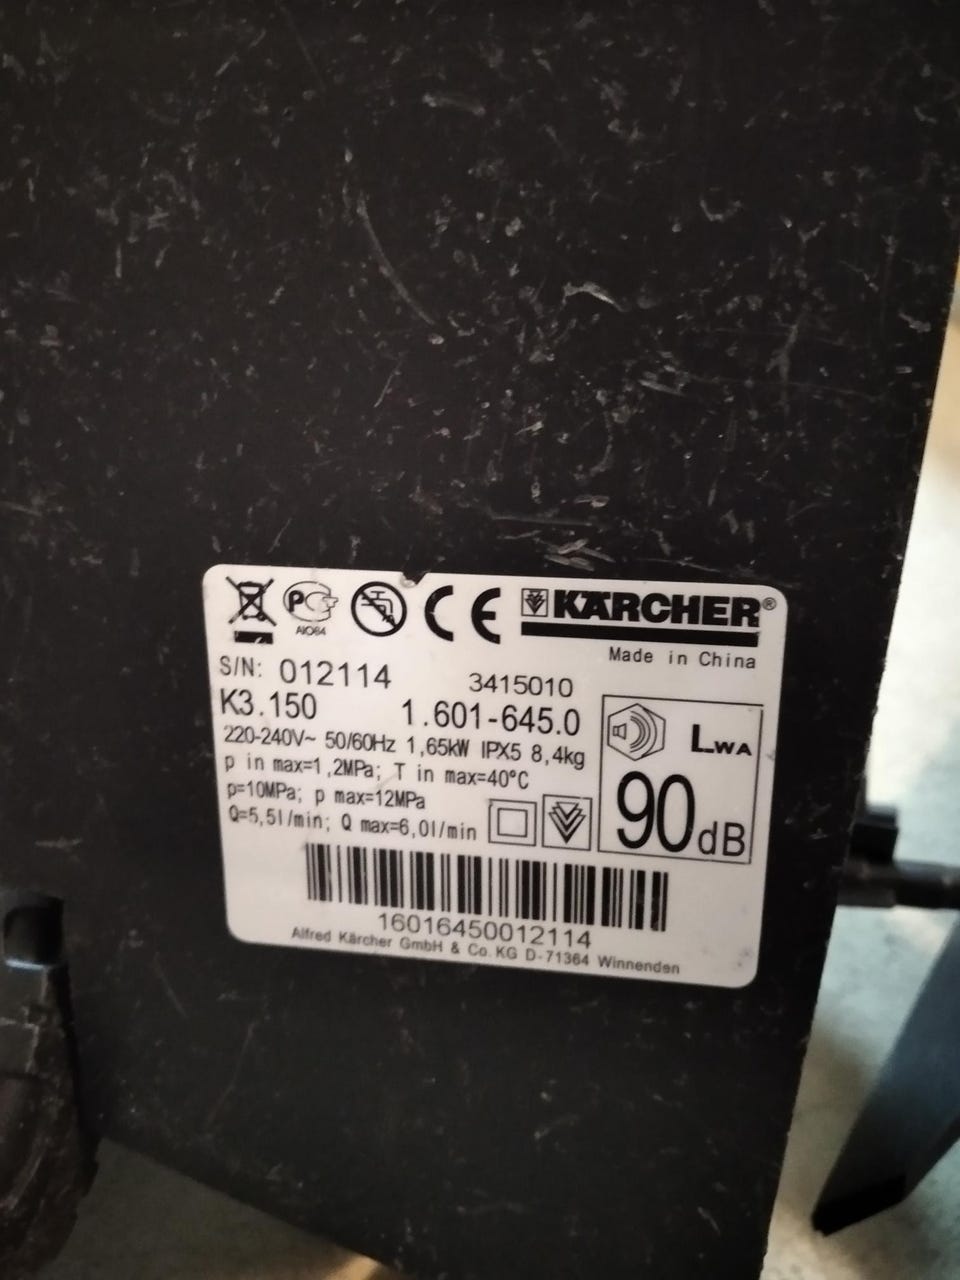 АЮ64
KÄRCHER®
Made in China
S/N: 012114 3415010
K3.150 1.601-645.0
220-240V~ 50/60Hz 1,65kW IPX5 8,4kg
p in max=1,2MPa; T in max=40°C
p=10MPa; p max=12MPa
Q=5,5l/min; Q max=6,0l/min
LWA
90dB
16016450012114
Alfred Kärcher GmbH & Co. KG D-71364 Winnenden